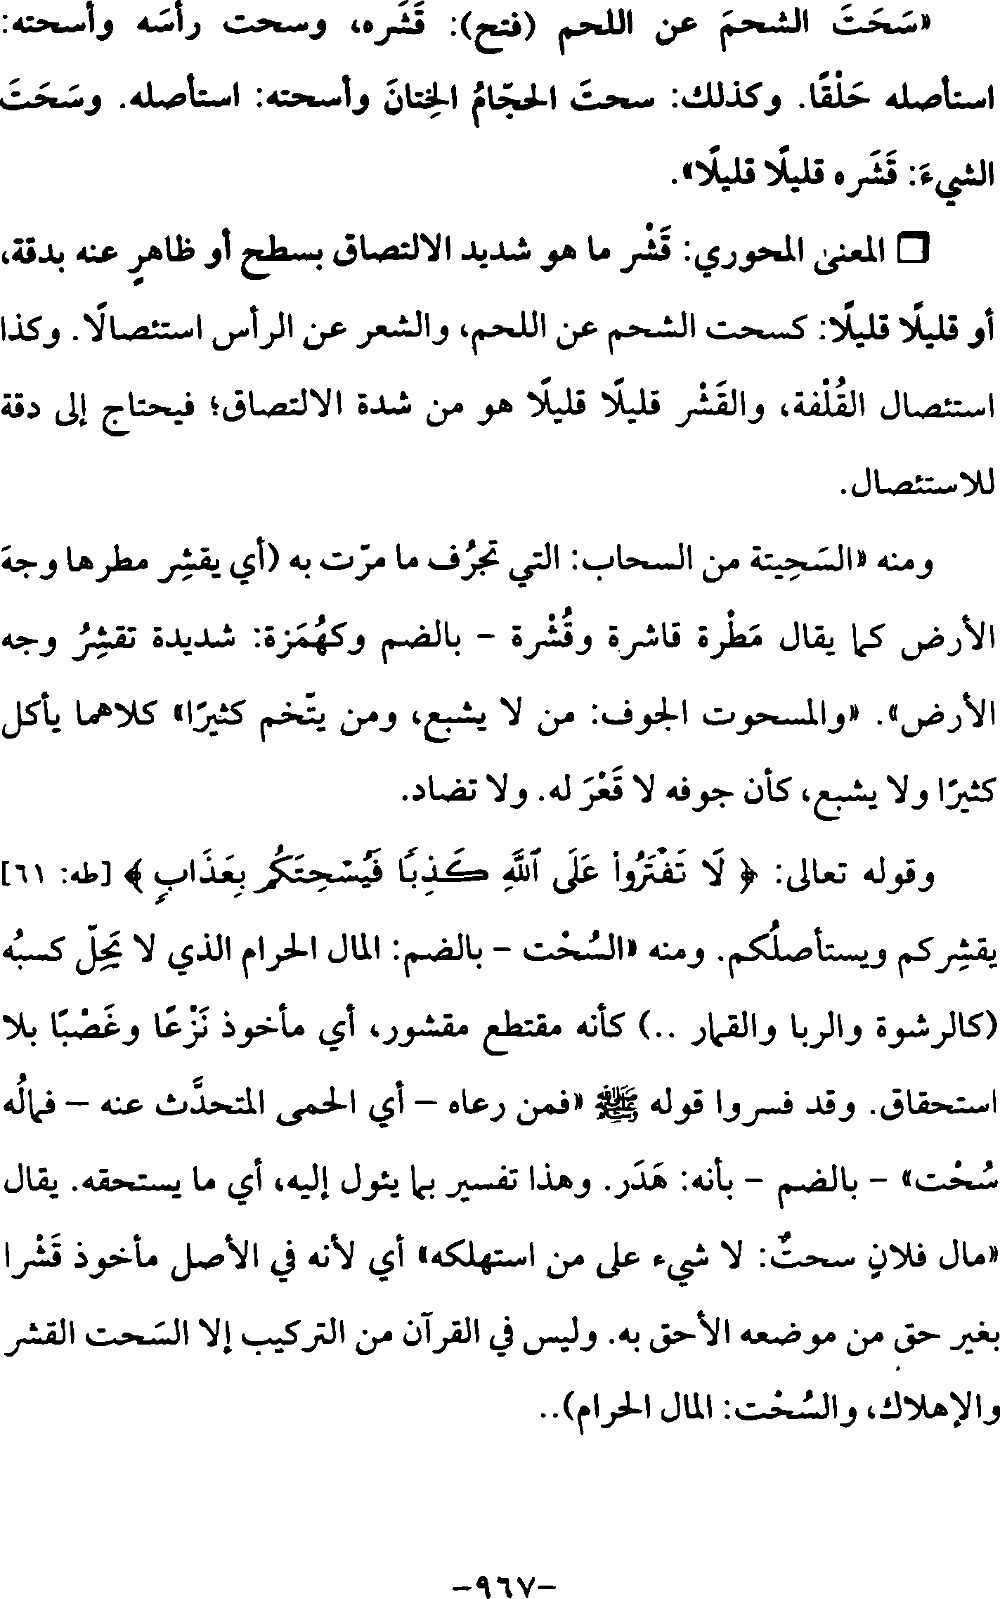 «سَحَتَ الشحمَ عن اللحم (فتح): قَشَره، وسحت رأسَه وأسحته:
استأصله حَلْقًا. وكذلك: سحتَ الحجّامُ الخِتانَ وأسحته: استأصله. وسَحَتَ
الشيءَ: قَشَره قليلًا قليلًا».
❐ المعنى المحوري: قَشْر ما هو شديد الالتصاق بسطح أو ظاهرٍ عنه بدقة،
أو قليلًا قليلًا: كسحت الشحم عن اللحم، والشعر عن الرأس استئصالًا. وكذا
استئصال القُلْفة، والقَشْر قليلًا قليلًا هو من شدة الالتصاق؛ فيحتاج إلى دقة
للاستئصال.
ومنه «السَحِيتة من السحاب: التي تجرُف ما مرّت به (أي يقشِر مطرها وجهَ
الأرض كما يقال مَطْرة قاشرة وقُشْرة - بالضم وكهُمَزة: شديدة تقشِرُ وجه
الأرض». «والمسحوت الجوف: من لا يشبع، ومن يتّخم كثيرًا» كلاهما يأكل
كثيرًا ولا يشبع، كأن جوفه لا قَعْرَ له. ولا تضاد.
وقوله تعالى: ﴿ لَا تَفْتَرُوا۟ عَلَى ٱللَّهِ كَذِبًا فَيُسْحِتَكُم بِعَذَابٍ ﴾ [طه: ٦١]
يقشِركم ويستأصلُكم. ومنه «السُحْت - بالضم: المال الحرام الذي لا يَحِلّ كسبُه
(كالرشوة والربا والقمار ..) كأنه مقتطع مقشور، أي مأخوذ نَزْعًا وغَصْبًا بلا
استحقاق. وقد فسروا قوله ﷺ «فمن رعاه – أي الحمى المتحدَّث عنه – فمالُه
سُحْت» - بالضم - بأنه: هَدَر. وهذا تفسير بما يئول إليه، أي ما يستحقه. يقال
«مال فلانٍ سحتٌ: لا شيء على من استهلكه» أي لأنه في الأصل مأخوذ قَشْرا
بغير حق من موضعه الأحق به. وليس في القرآن من التركيب إلا السَحت القشر
والإهلاك، والسُحْت: المال الحرام)..
-٩٦٧-